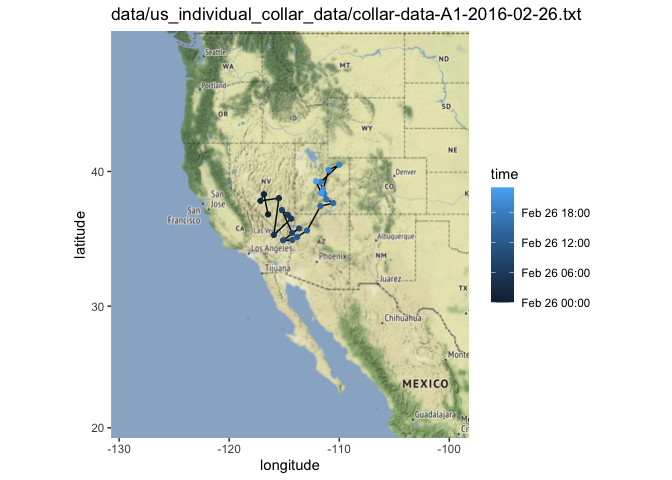 data/us_individual_collar_data/collar-data-A1-2016-02-26.txt
Seattle
WA
MT
ND
Portland
OR
ID
SD
WY
NE
40
Denver
NV
CO
San
Jose
San
Francisco
CA
Las
Los Angeles
AZ
Albuquerque
Phoenix
NM
Tijuana
Juarez
TX
30
Chihuahua
Monte
MEXICO
Guadalajara
20
-130
-120
-110
-100
longitude
latitude
time
Feb 26 18:00
Feb 26 12:00
Feb 26 06:00
Feb 26 00:00